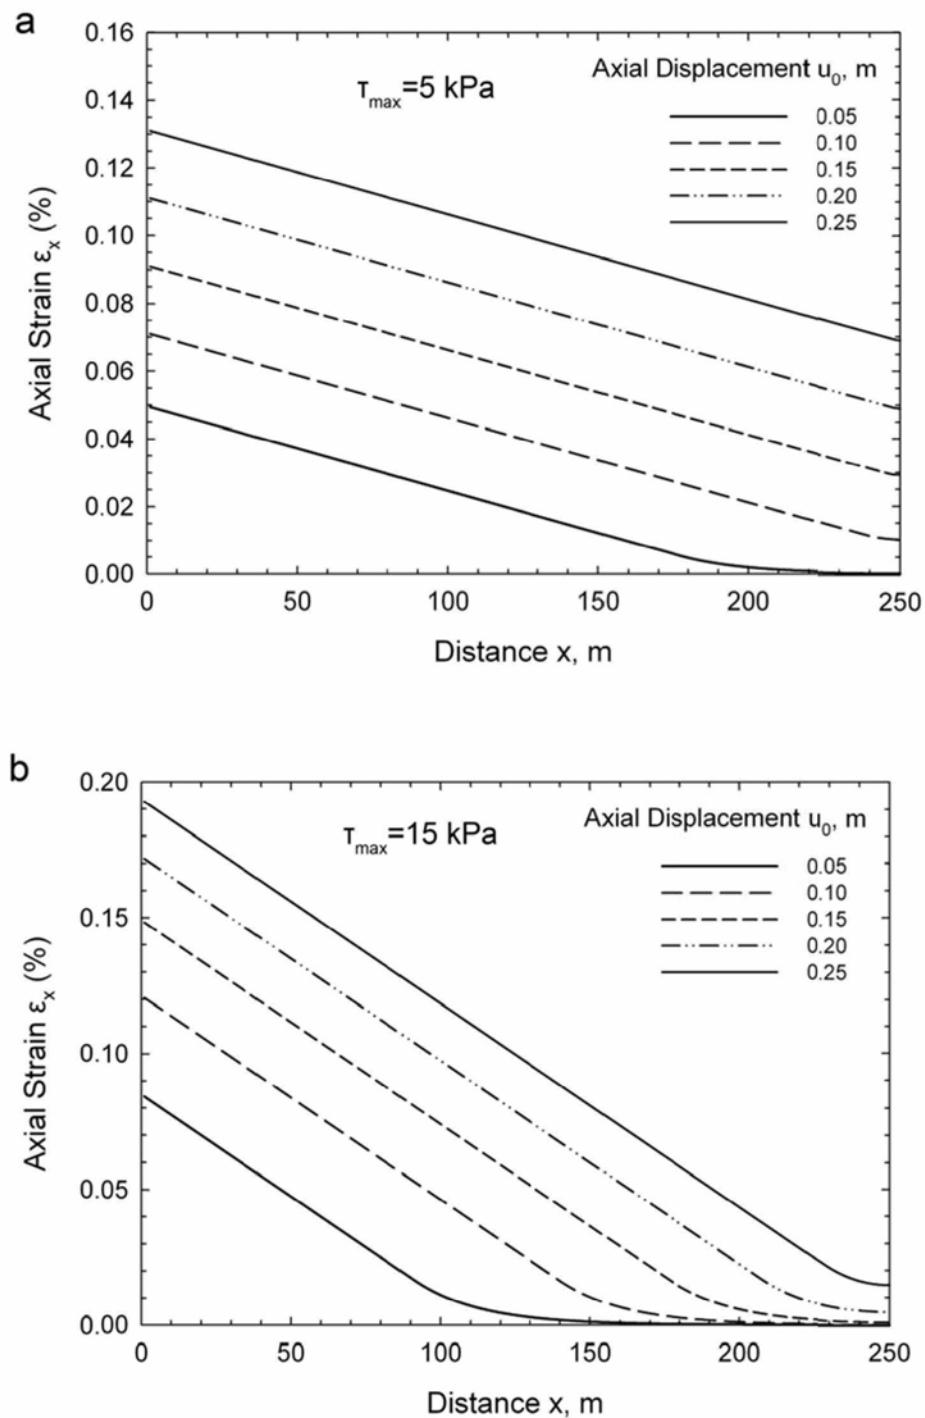 a
0.16
0.14
0.12
0.10
0.08
0.06
0.04
0.02
0.00
Axial Strain εₓ (%)
τmax=5 kPa
Axial Displacement u₀, m
0.05
0.10
0.15
0.20
0.25
0 50 100 150 200 250
Distance x, m
b
0.20
0.15
0.10
0.05
0.00
Axial Strain εₓ (%)
τmax=15 kPa
Axial Displacement u₀, m
0.05
0.10
0.15
0.20
0.25
0 50 100 150 200 250
Distance x, m